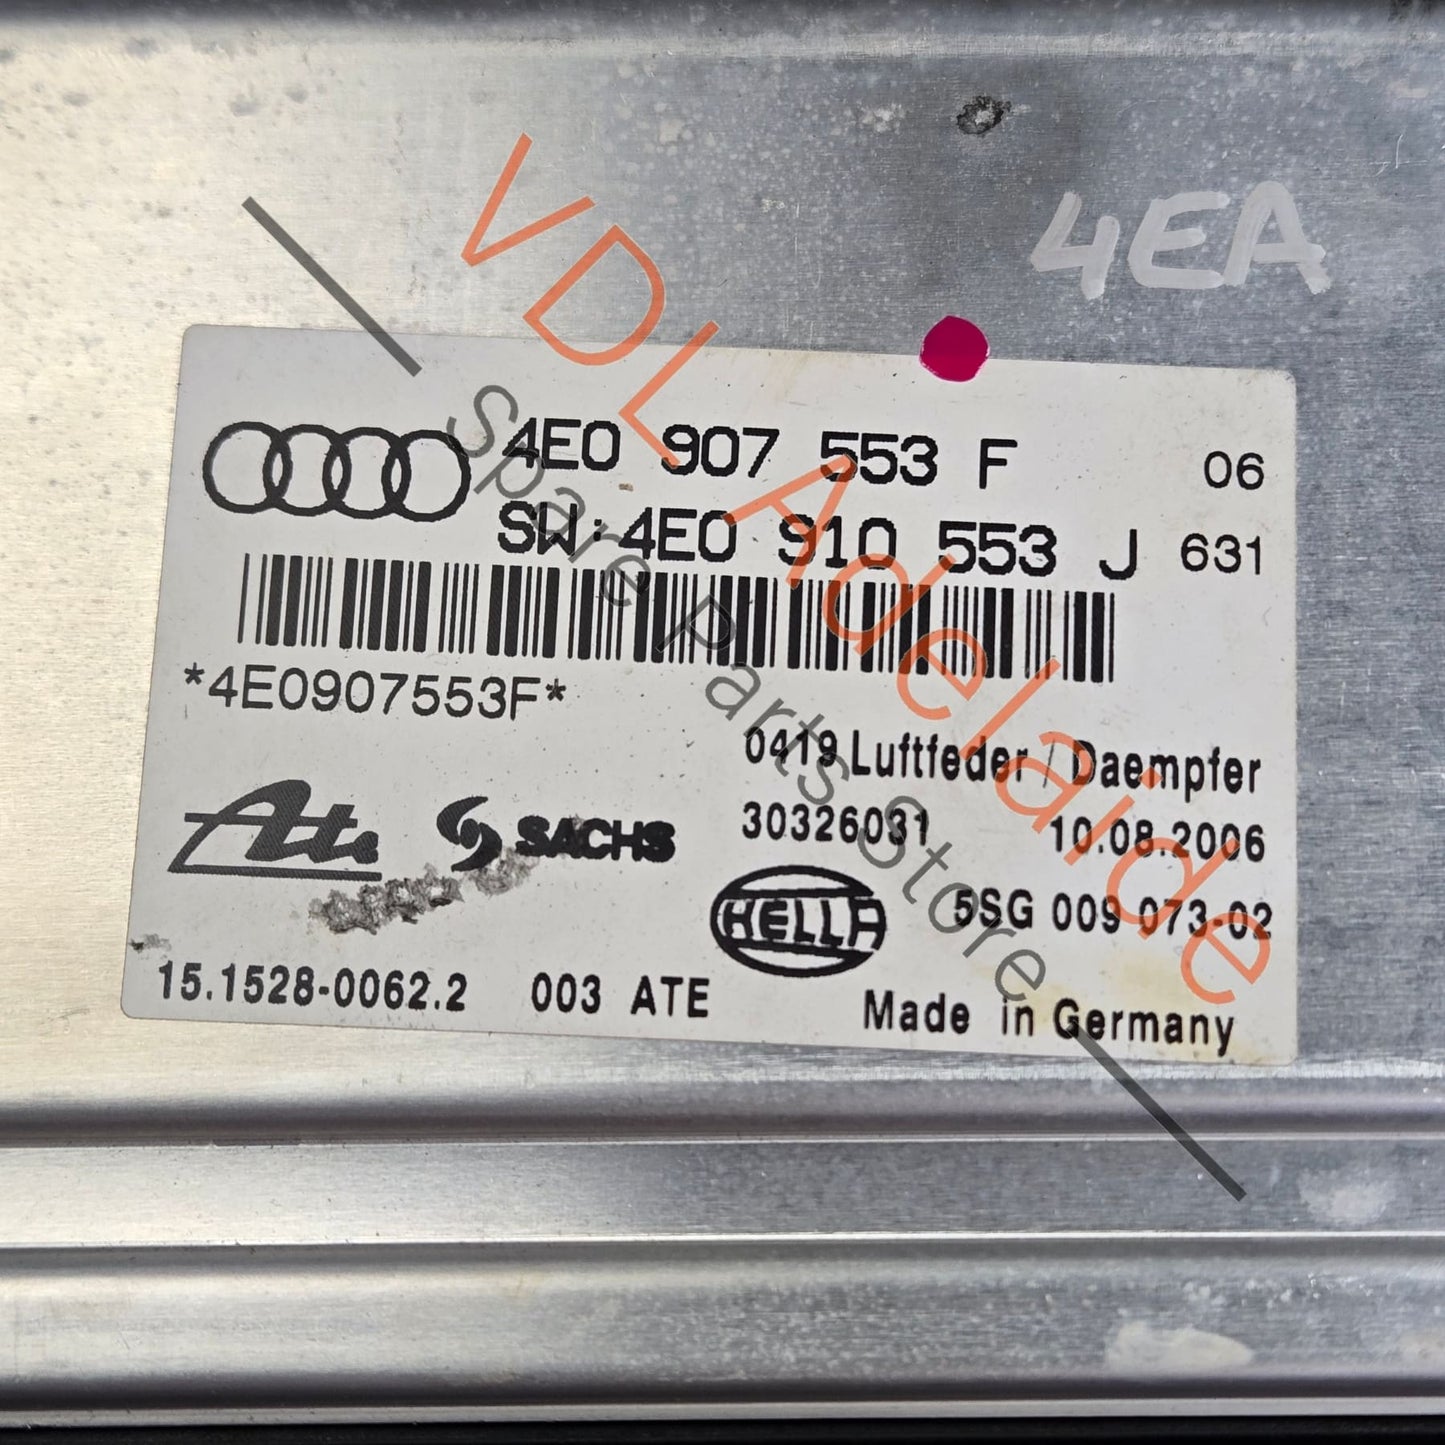 4EA
4E0 907 553 F 06
SW:4E0 910 553 J 631
*4E0907553F*
0419 Luftfeder / Daempfer
Ate SACHS 30326031 10.08.2006
HELLA 5SG 009 073-02
15.1528-0062.2 003 ATE Made in Germany
VDL Adelaide
Spare Parts Store